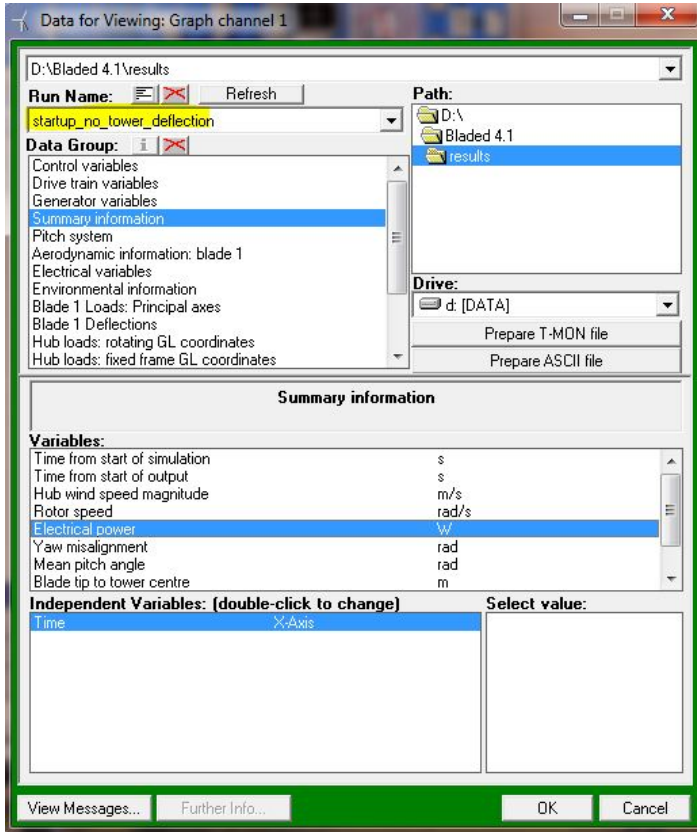 Data for Viewing: Graph channel 1
D:\Bladed 4.1\results
Run Name:
Refresh
startup_no_tower_deflection
Data Group:
Control variables
Drive train variables
Generator variables
Summary information
Pitch system
Aerodynamic information: blade 1
Electrical variables
Environmental information
Blade 1 Loads: Principal axes
Blade 1 Deflections
Hub loads: rotating GL coordinates
Hub loads: fixed frame GL coordinates
Path:
D:\
Bladed 4.1
results
Drive:
d: [DATA]
Prepare T-MON file
Prepare ASCII file
Summary information
Variables:
Time from start of simulation s
Time from start of output s
Hub wind speed magnitude m/s
Rotor speed rad/s
Electrical power W
Yaw misalignment rad
Mean pitch angle rad
Blade tip to tower centre m
Independent Variables: (double-click to change)
Time X-Axis
Select value:
View Messages... Further Info... OK Cancel